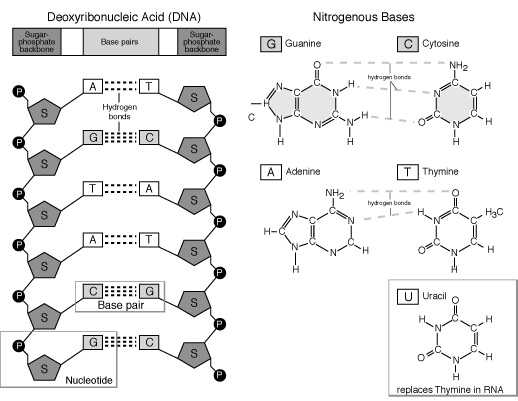 Deoxyribonucleic Acid (DNA)
Sugar-
phosphate
backbone
Base pairs
Sugar-
phosphate
backbone
P
A
T
P
S
Hydrogen
bonds
S
P
G
C
P
S
S
P
T
A
P
S
S
P
A
T
P
S
S
P
C
G
P
S
Base pair
S
P
G
C
P
S
Nucleotide
S
P
Nitrogenous Bases
G Guanine
C Cytosine
O
NH2
hydrogen bonds
N
C
N
H
H
C
N
H
N
N
H
H
N
C
C
H
C
H
O
C
N
H
A Adenine
T Thymine
NH2
O
hydrogen bonds
N
C
N
H
C
N
H
N
H
H
N
C
C
H3C
O
C
N
C
H
H
U Uracil
O
H
N
C
C
H
O
C
N
C
H
H
replaces Thymine in RNA